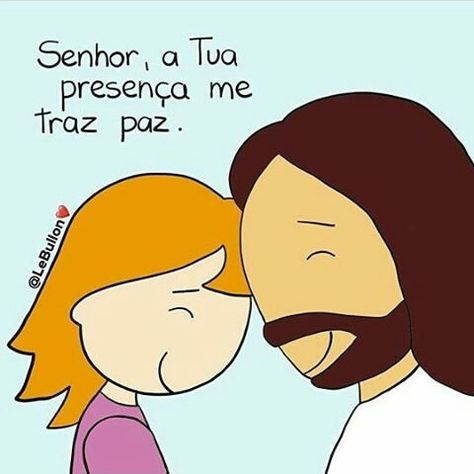 Senhor, a Tua
presença me
traz paz.
@LeBullon